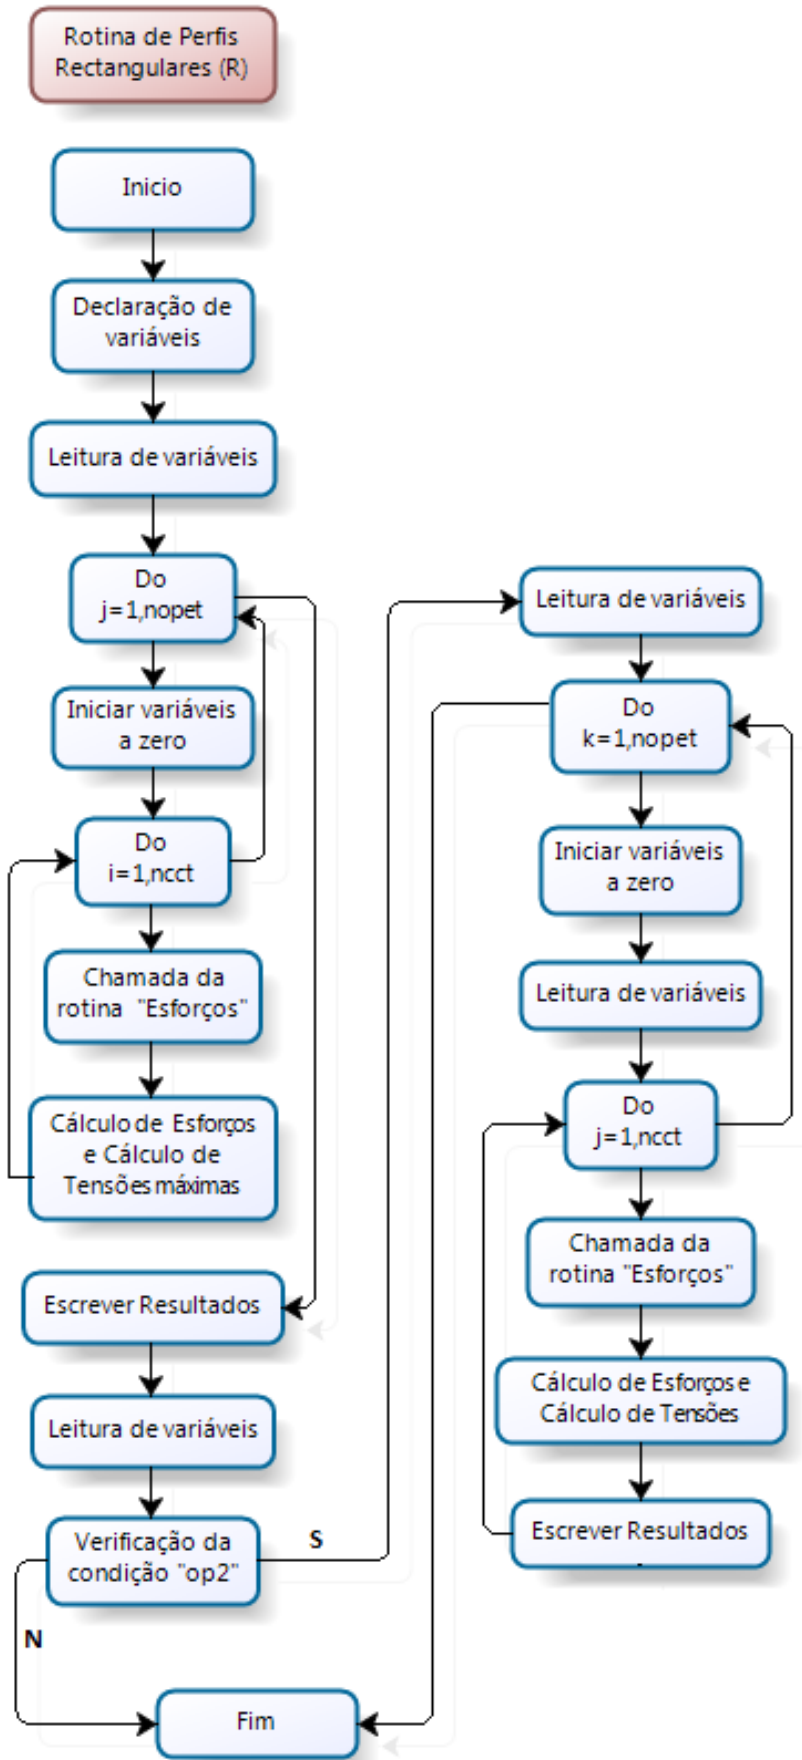 Rotina de Perfis
Rectangulares (R)
Inicio
Declaração de
variáveis
Leitura de variáveis
Do
j=1,nopet
Iniciar variáveis
a zero
Do
i=1,ncct
Chamada da
rotina "Esforços"
Cálculo de Esforços
e Cálculo de
Tensões máximas
Escrever Resultados
Leitura de variáveis
Verificação da
condição "op2"
S
N
Fim
Leitura de variáveis
Do
k=1,nopet
Iniciar variáveis
a zero
Leitura de variáveis
Do
j=1,ncct
Chamada da
rotina "Esforços"
Cálculo de Esforços e
Cálculo de Tensões
Escrever Resultados